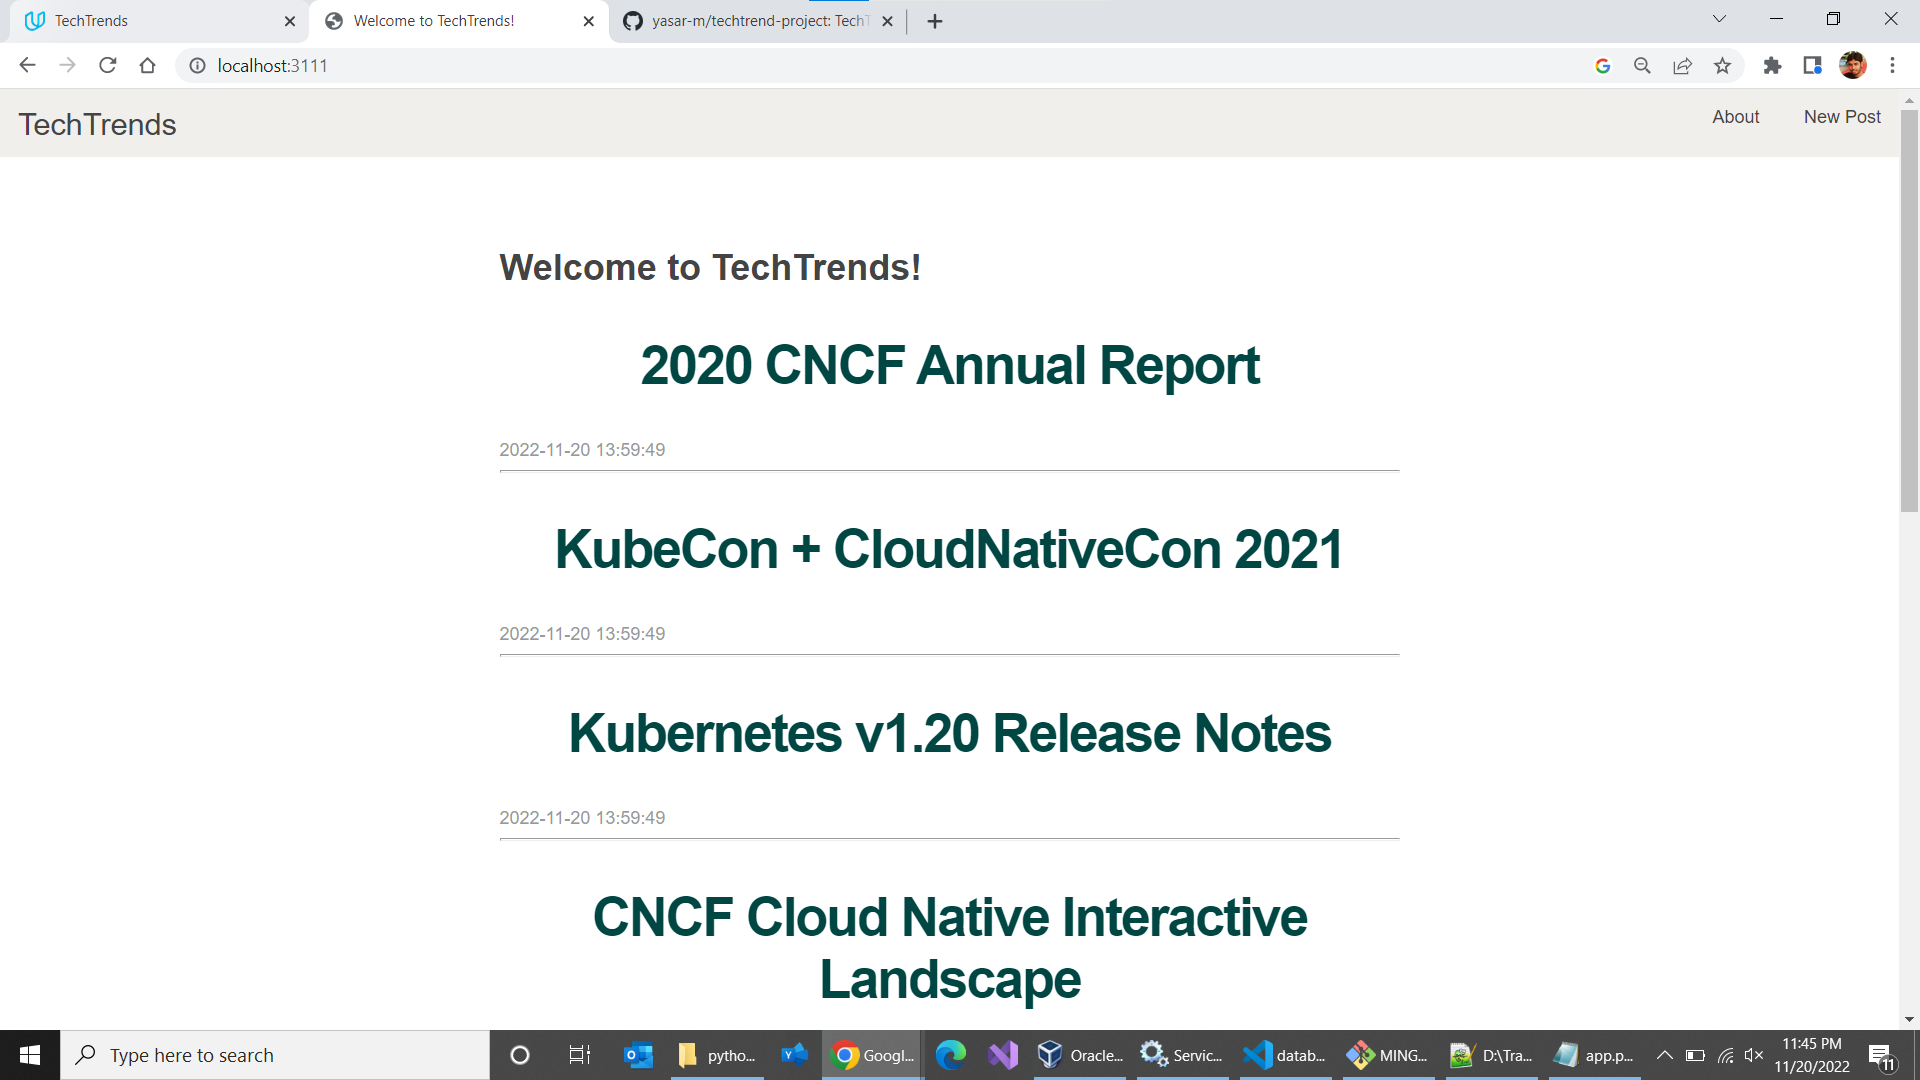 TechTrends
Welcome to TechTrends!
yasar-m/techtrend-project: TechT
localhost:3111
TechTrends
About
New Post
Welcome to TechTrends!
2020 CNCF Annual Report
2022-11-20 13:59:49
KubeCon + CloudNativeCon 2021
2022-11-20 13:59:49
Kubernetes v1.20 Release Notes
2022-11-20 13:59:49
CNCF Cloud Native Interactive
Landscape
Type here to search
pytho...
Googl...
Oracle...
Servic...
datab...
MING...
D:\Tra...
app.p...
11:45 PM
11/20/2022
11